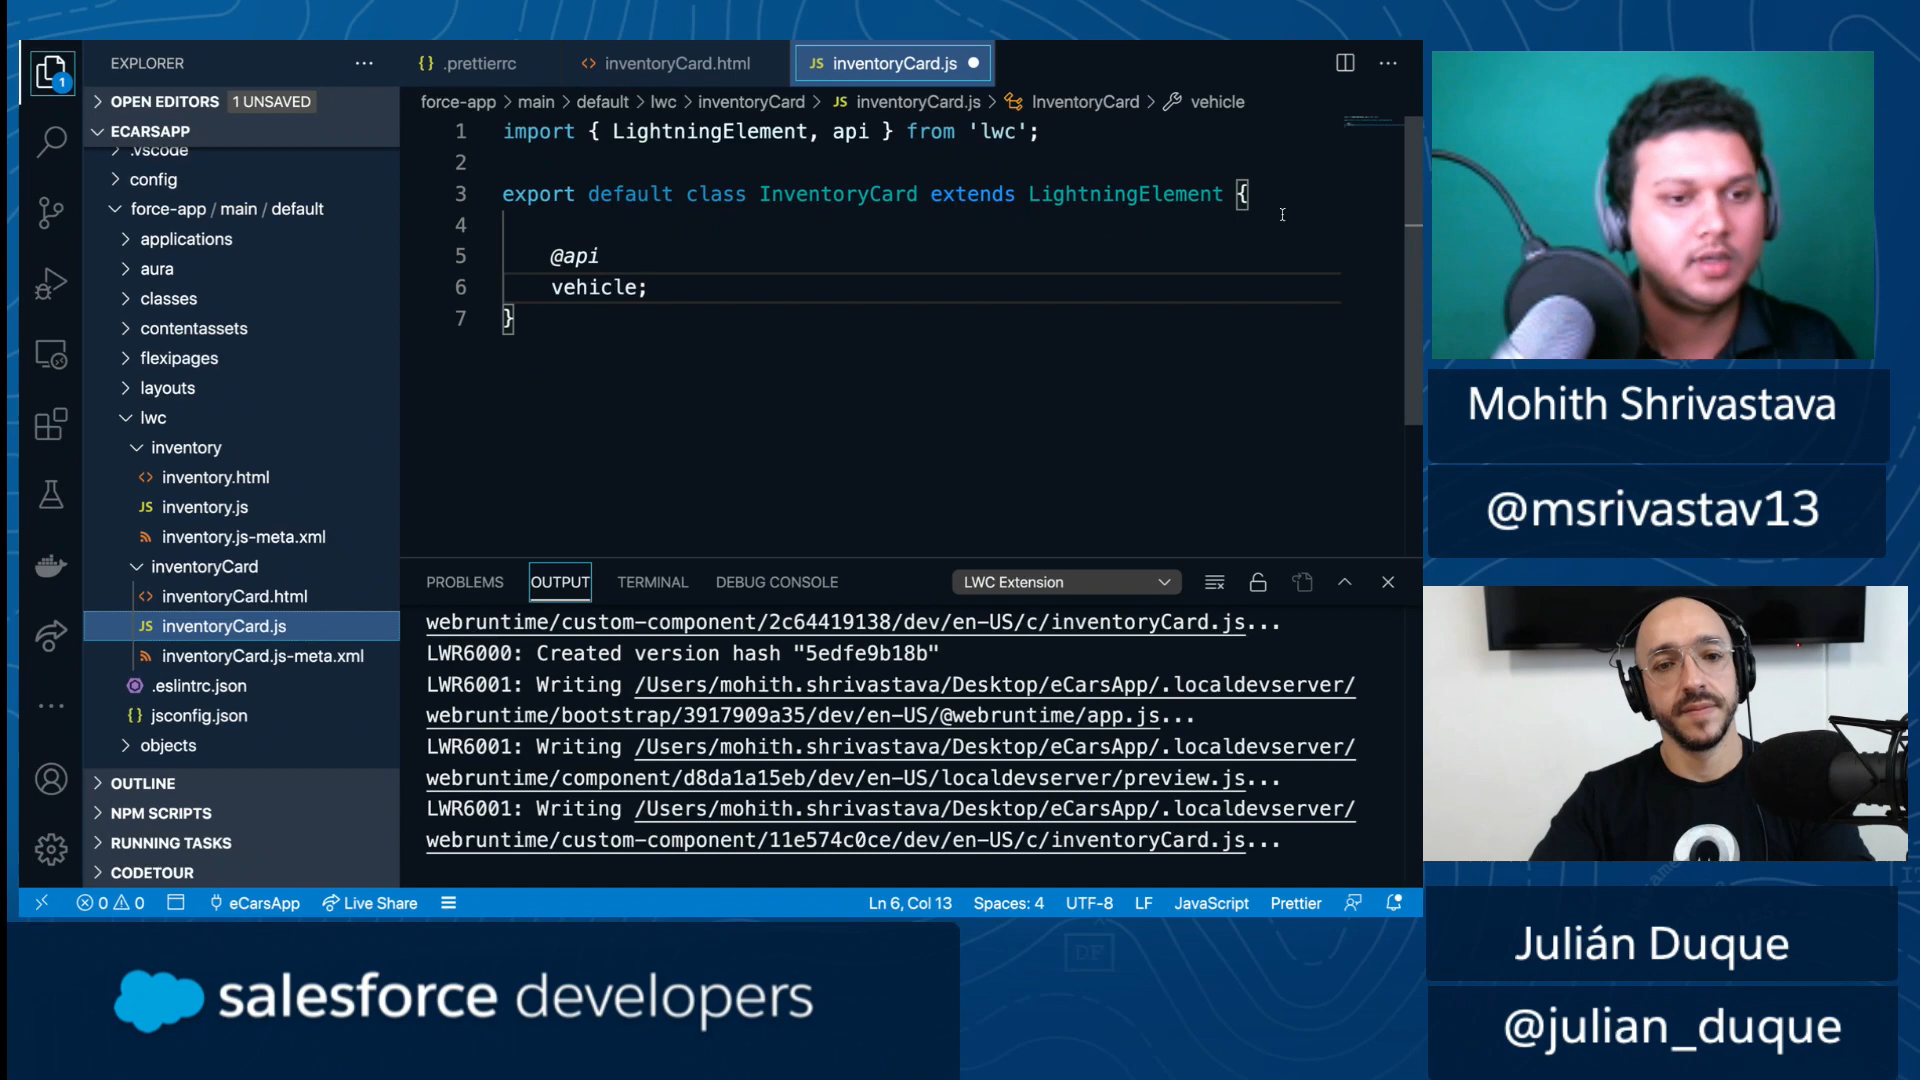 EXPLORER
OPEN EDITORS 1 UNSAVED
ECARSAPP
.vscode
config
force-app / main / default
applications
aura
classes
contentassets
flexipages
layouts
lwc
inventory
inventory.html
JS inventory.js
inventory.js-meta.xml
inventoryCard
inventoryCard.html
JS inventoryCard.js
inventoryCard.js-meta.xml
.eslintrc.json
{} jsconfig.json
objects
OUTLINE
NPM SCRIPTS
RUNNING TASKS
CODETOUR
1
{} .prettierrc
<> inventoryCard.html
JS inventoryCard.js
force-app > main > default > lwc > inventoryCard > JS inventoryCard.js > InventoryCard > vehicle
1 import { LightningElement, api } from 'lwc';
2
3 export default class InventoryCard extends LightningElement {
4
5 @api
6 vehicle;
7 }
PROBLEMS OUTPUT TERMINAL DEBUG CONSOLE LWC Extension
webruntime/custom-component/2c64419138/dev/en-US/c/inventoryCard.js...
LWR6000: Created version hash "5edfe9b18b"
LWR6001: Writing /Users/mohith.shrivastava/Desktop/eCarsApp/.localdevserver/
webruntime/bootstrap/3917909a35/dev/en-US/@webruntime/app.js...
LWR6001: Writing /Users/mohith.shrivastava/Desktop/eCarsApp/.localdevserver/
webruntime/component/d8da1a15eb/dev/en-US/localdevserver/preview.js...
LWR6001: Writing /Users/mohith.shrivastava/Desktop/eCarsApp/.localdevserver/
webruntime/custom-component/11e574c0ce/dev/en-US/c/inventoryCard.js...
0 0 eCarsApp Live Share Ln 6, Col 13 Spaces: 4 UTF-8 LF JavaScript Prettier
Mohith Shrivastava
@msrivastav13
Julián Duque
@julian_duque
salesforce developers
DF